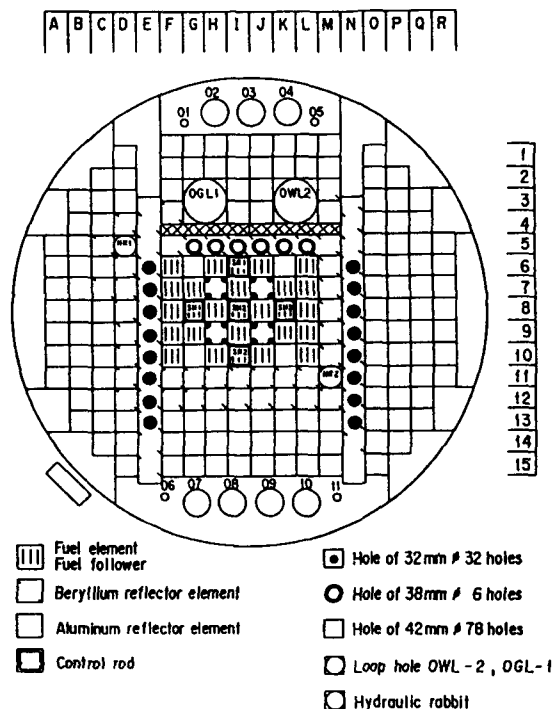 A B C D E F G H I J K L M N O P Q R
02 03 04
01 05
OGL1 OWL2
1
2
3
4
5
6
7
8
9
10
11
12
13
14
15
HR1
HR2
06 07 08 09 10 11
Fuel element
Fuel follower
Beryllium reflector element
Aluminum reflector element
Control rod
Hole of 32mm ø 32 holes
Hole of 38mm ø 6 holes
Hole of 42mm ø 78 holes
Loop hole OWL-2, OGL-1
Hydraulic rabbit